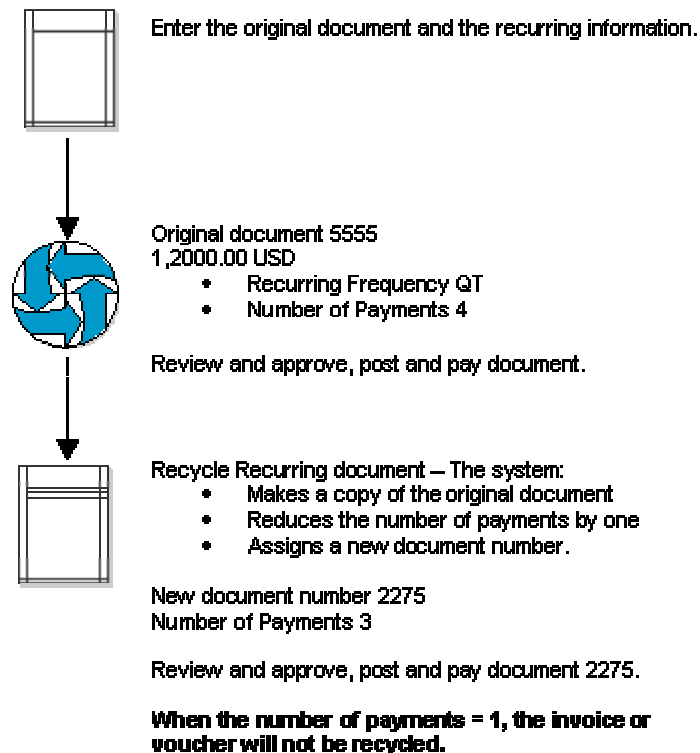 Enter the original document and the recurring information.
Original document 5555
1,2000.00 USD
• Recurring Frequency QT
• Number of Payments 4
Review and approve, post and pay document.
Recycle Recurring document – The system:
• Makes a copy of the original document
• Reduces the number of payments by one
• Assigns a new document number.
New document number 2275
Number of Payments 3
Review and approve, post and pay document 2275.
When the number of payments = 1, the invoice or
voucher will not be recycled.